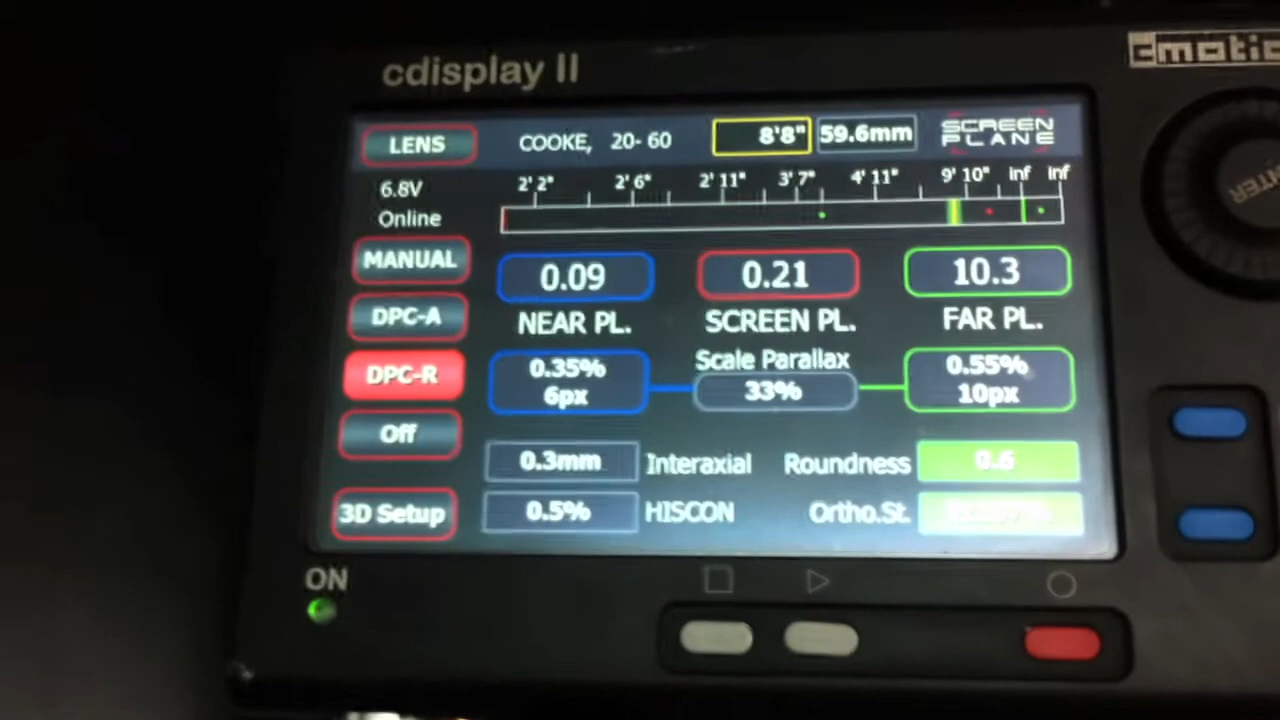 cdisplay II
cmotio
LENS COOKE, 20- 60 8'8" 59.6mm SCREEN PLANE
6.8V 2' 2" 2' 6" 2' 11" 3' 7" 4' 11" 9' 10" Inf Inf
Online
MANUAL 0.09 0.21 10.3
DPC-A NEAR PL. SCREEN PL. FAR PL.
DPC-R 0.35% 6px Scale Parallax 33% 0.55% 10px
Off
0.3mm Interaxial Roundness 0.6
3D Setup 0.5% HISCON Ortho.St.
ON